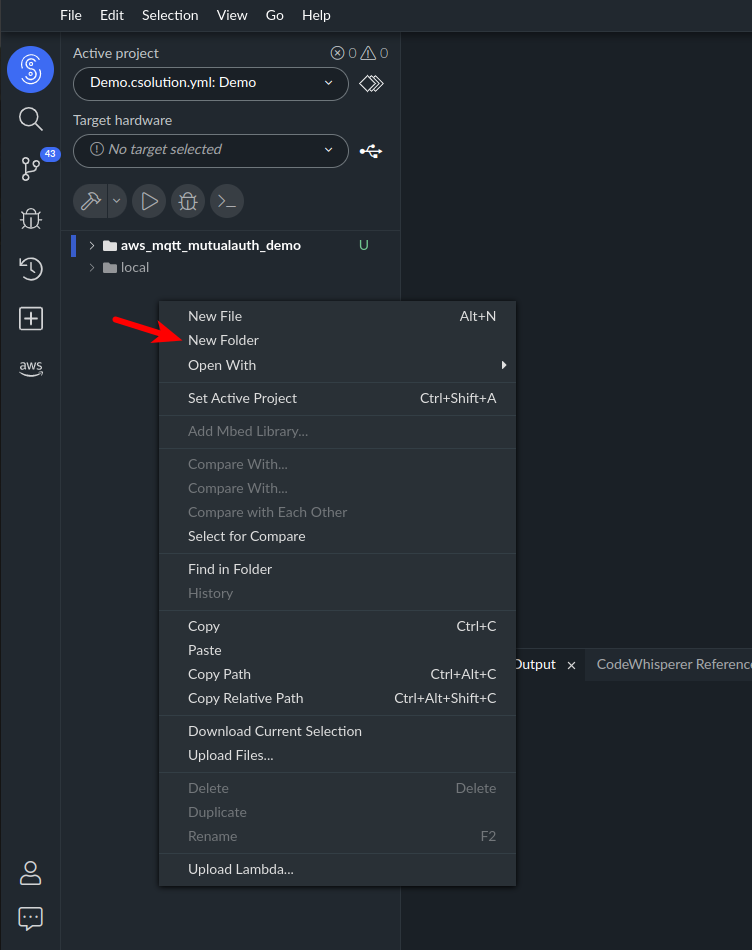 File Edit Selection View Go Help
Active project 0 0
Demo.csolution.yml: Demo
Target hardware
No target selected
43
aws_mqtt_mutualauth_demo U
local
aws
New File Alt+N
New Folder
Open With
Set Active Project Ctrl+Shift+A
Add Mbed Library...
Compare With...
Compare With...
Compare with Each Other
Select for Compare
Find in Folder
History
Copy Ctrl+C
Paste
Copy Path Ctrl+Alt+C
Copy Relative Path Ctrl+Alt+Shift+C
Download Current Selection
Upload Files...
Delete Delete
Duplicate
Rename F2
Upload Lambda...
Output CodeWhisperer Reference